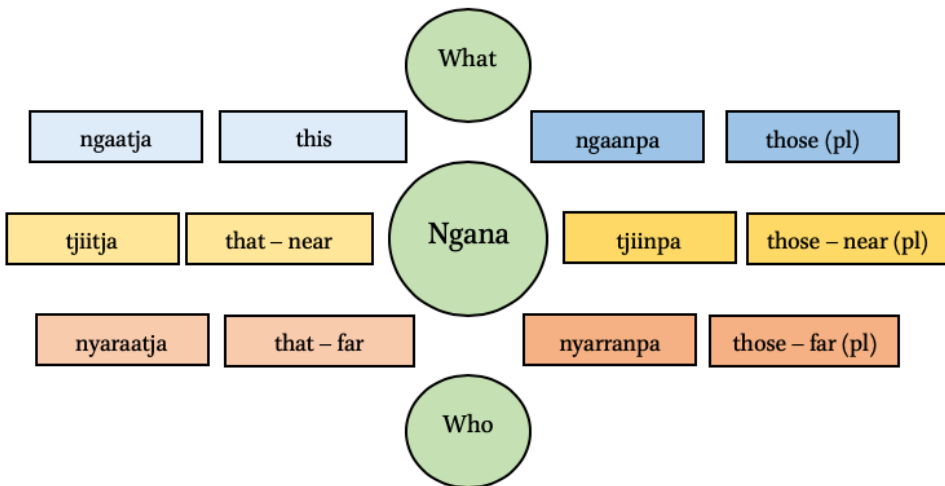 What
ngaatja this ngaanpa those (pl)
tjiitja that – near Ngana tjiinpa those – near (pl)
nyaraatja that – far nyarranpa those – far (pl)
Who